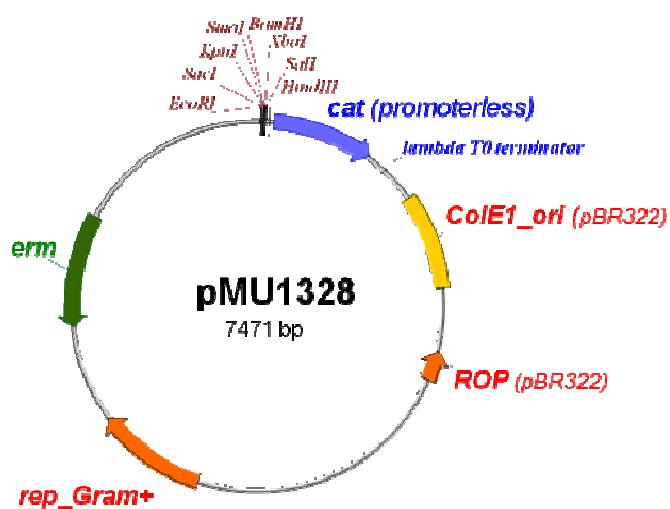 SmaI BamHI
KpnI XbaI
SacI SalI
EcoRI HindIII
cat (promoterless)
lambda T0 terminator
ColE1_ori (pBR322)
erm
pMU1328
7471 bp
ROP (pBR322)
rep_Gram+